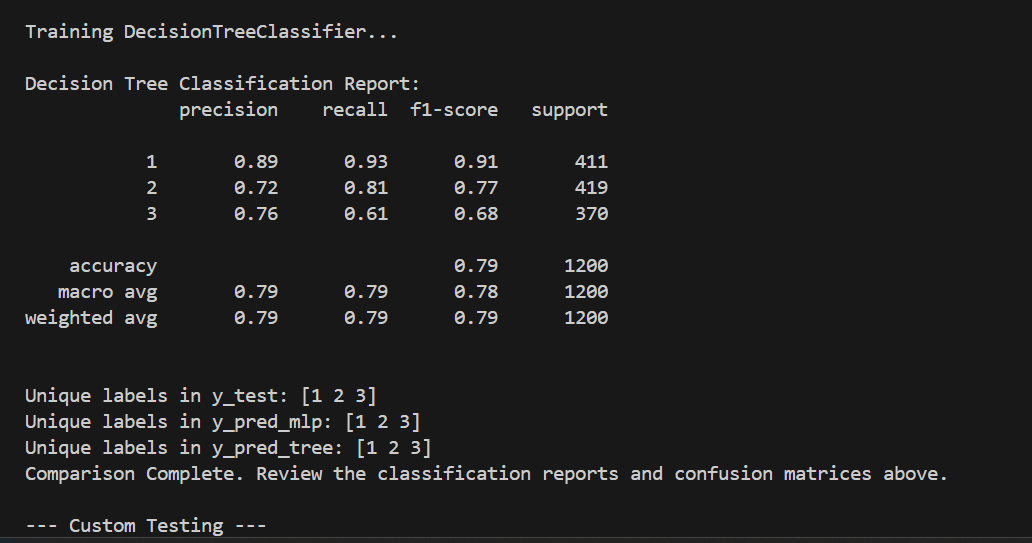 Training DecisionTreeClassifier...
Decision Tree Classification Report:
precision recall f1-score support
1 0.89 0.93 0.91 411
2 0.72 0.81 0.77 419
3 0.76 0.61 0.68 370
accuracy 0.79 1200
macro avg 0.79 0.79 0.78 1200
weighted avg 0.79 0.79 0.79 1200
Unique labels in y_test: [1 2 3]
Unique labels in y_pred_mlp: [1 2 3]
Unique labels in y_pred_tree: [1 2 3]
Comparison Complete. Review the classification reports and confusion matrices above.
--- Custom Testing ---